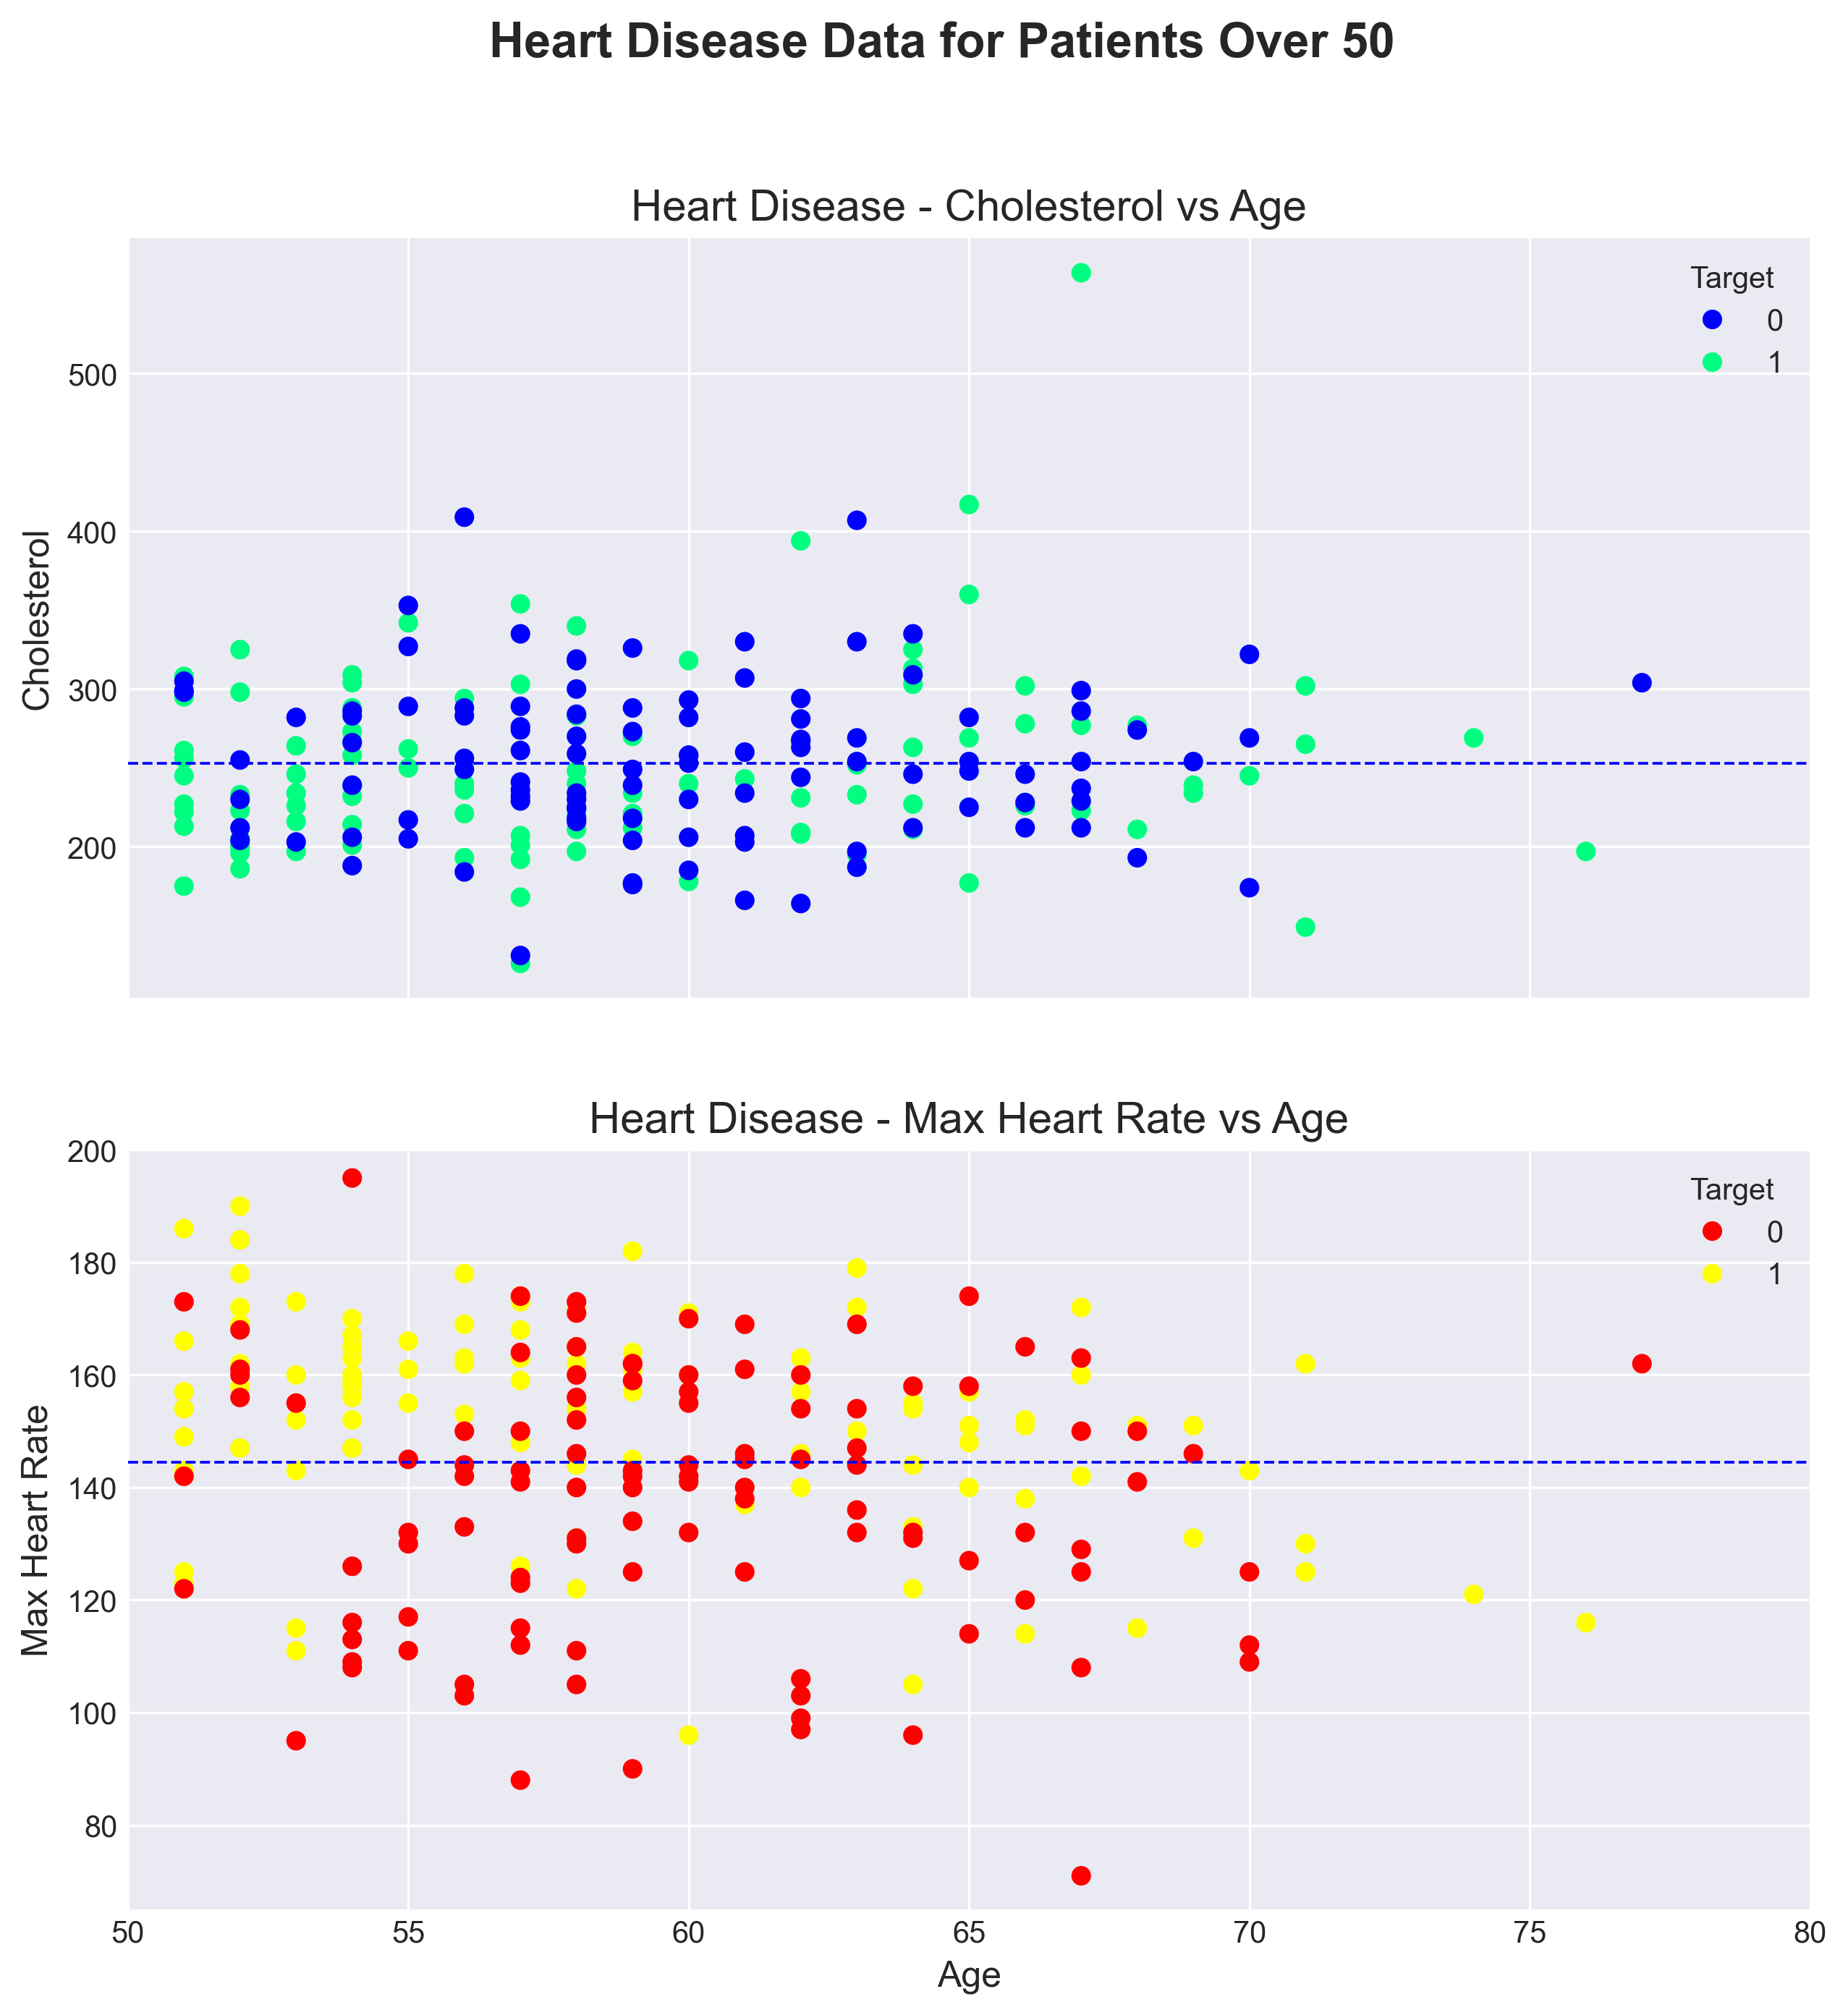 Heart Disease Data for Patients Over 50
Heart Disease - Cholesterol vs Age
Target
0
1
Cholesterol
500
400
300
200
Heart Disease - Max Heart Rate vs Age
Target
0
1
Max Heart Rate
200
180
160
140
120
100
80
50 55 60 65 70 75 80
Age